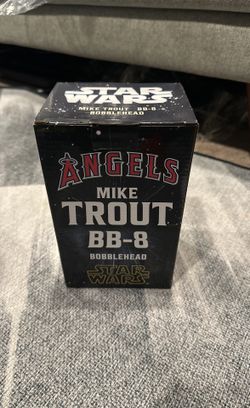 STAR
WARS
MIKE TROUT BB-8
BOBBLEHEAD
ANGELS
MIKE
TROUT
BB-8
BOBBLEHEAD
STAR
WARS